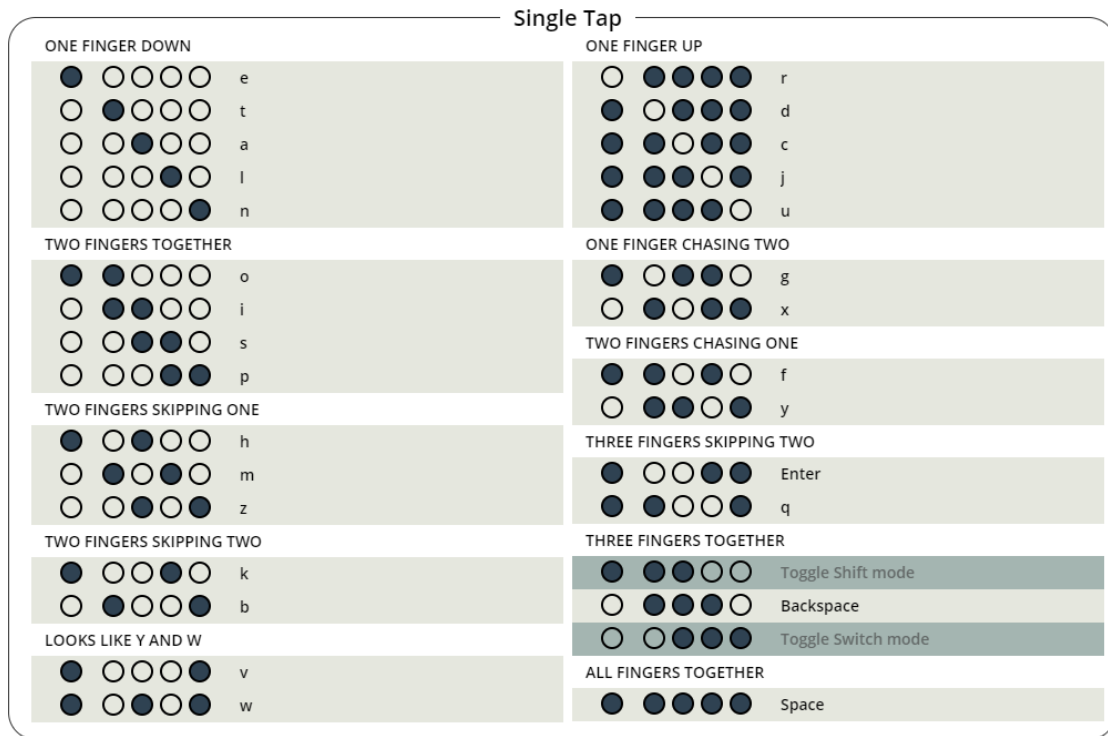 Single Tap
ONE FINGER DOWN
e
t
a
l
n
TWO FINGERS TOGETHER
o
i
s
p
TWO FINGERS SKIPPING ONE
h
m
z
TWO FINGERS SKIPPING TWO
k
b
LOOKS LIKE Y AND W
v
w
ONE FINGER UP
r
d
c
j
u
ONE FINGER CHASING TWO
g
x
TWO FINGERS CHASING ONE
f
y
THREE FINGERS SKIPPING TWO
Enter
q
THREE FINGERS TOGETHER
Toggle Shift mode
Backspace
Toggle Switch mode
ALL FINGERS TOGETHER
Space